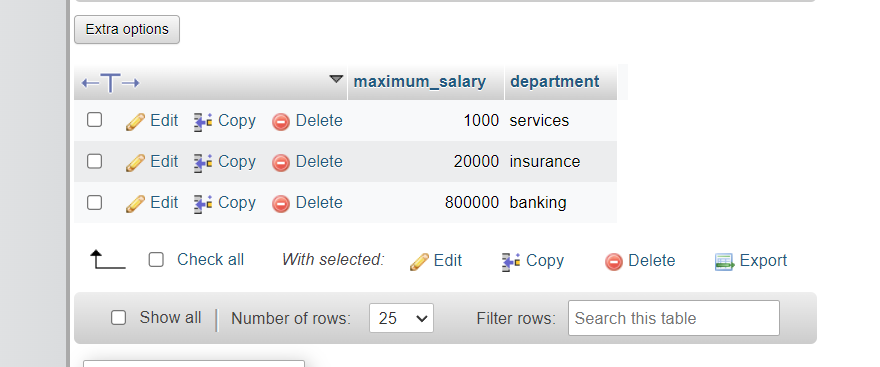 Extra options
maximum_salary department
Edit Copy Delete 1000 services
Edit Copy Delete 20000 insurance
Edit Copy Delete 800000 banking
Check all With selected: Edit Copy Delete Export
Show all Number of rows: 25 Filter rows: Search this table